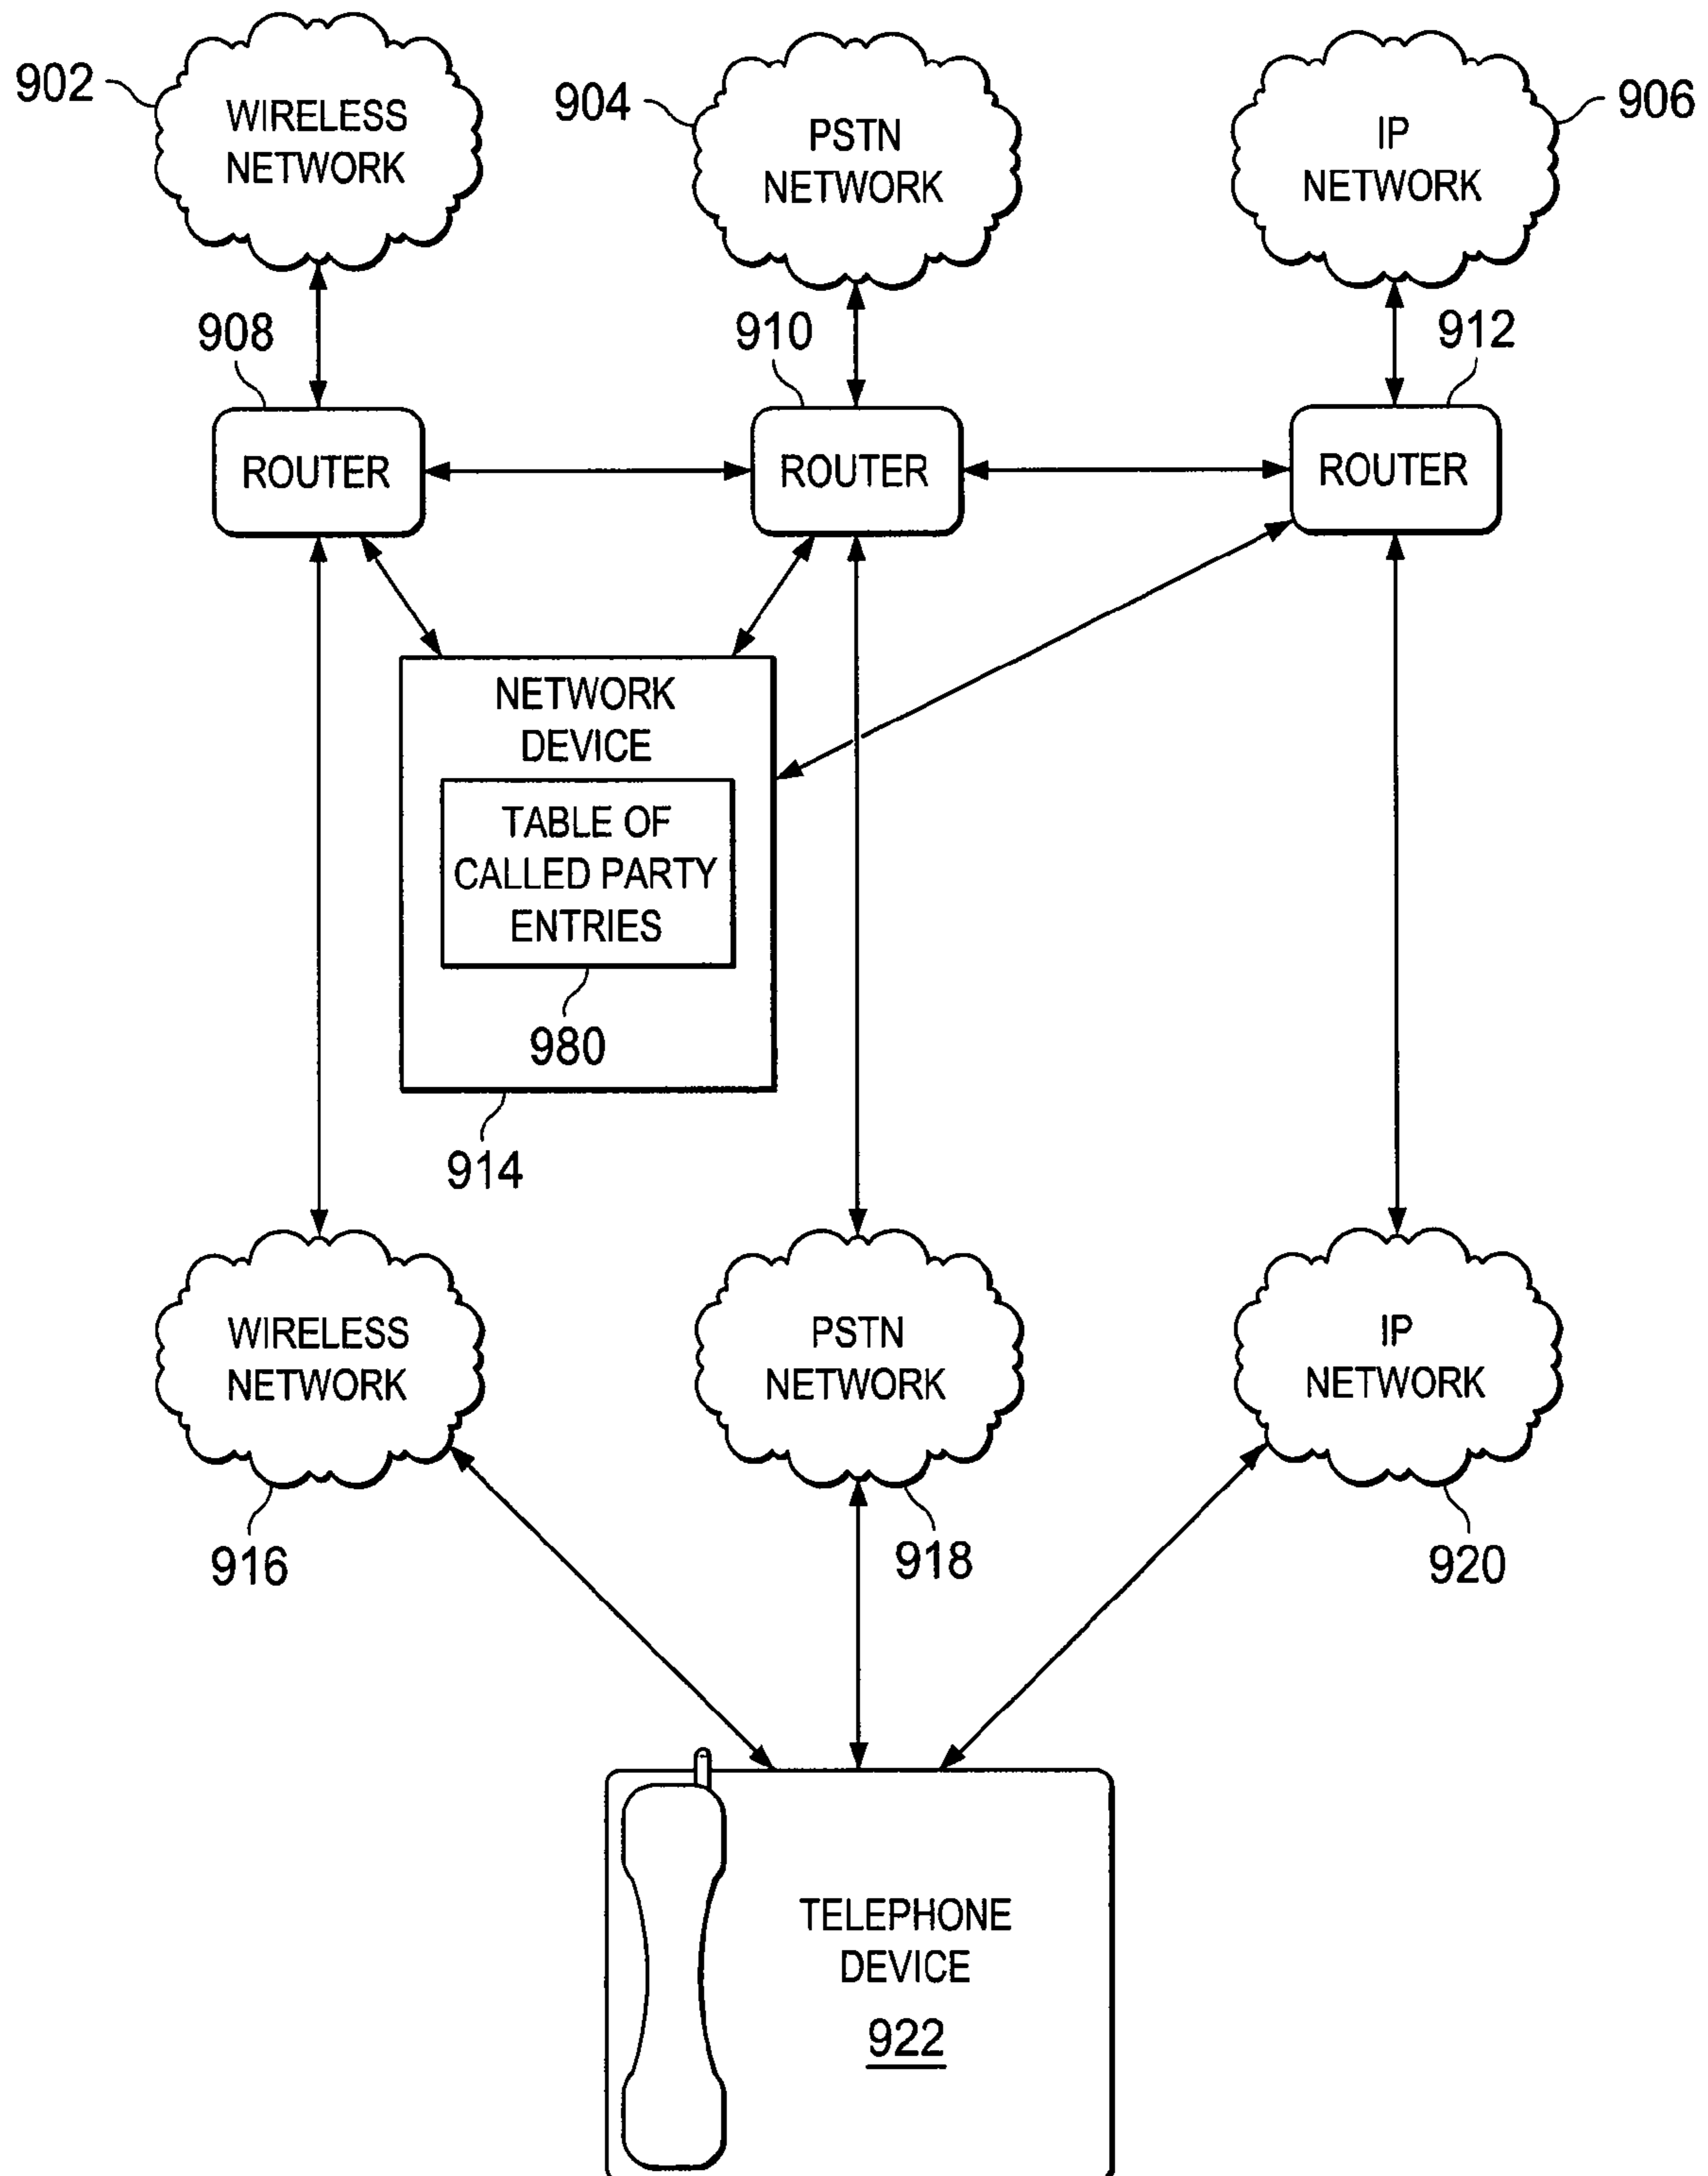 902
WIRELESS
NETWORK
904
PSTN
NETWORK
906
IP
NETWORK
908
ROUTER
910
ROUTER
912
ROUTER
NETWORK
DEVICE
TABLE OF
CALLED PARTY
ENTRIES
980
914
WIRELESS
NETWORK
916
PSTN
NETWORK
918
IP
NETWORK
920
TELEPHONE
DEVICE
922